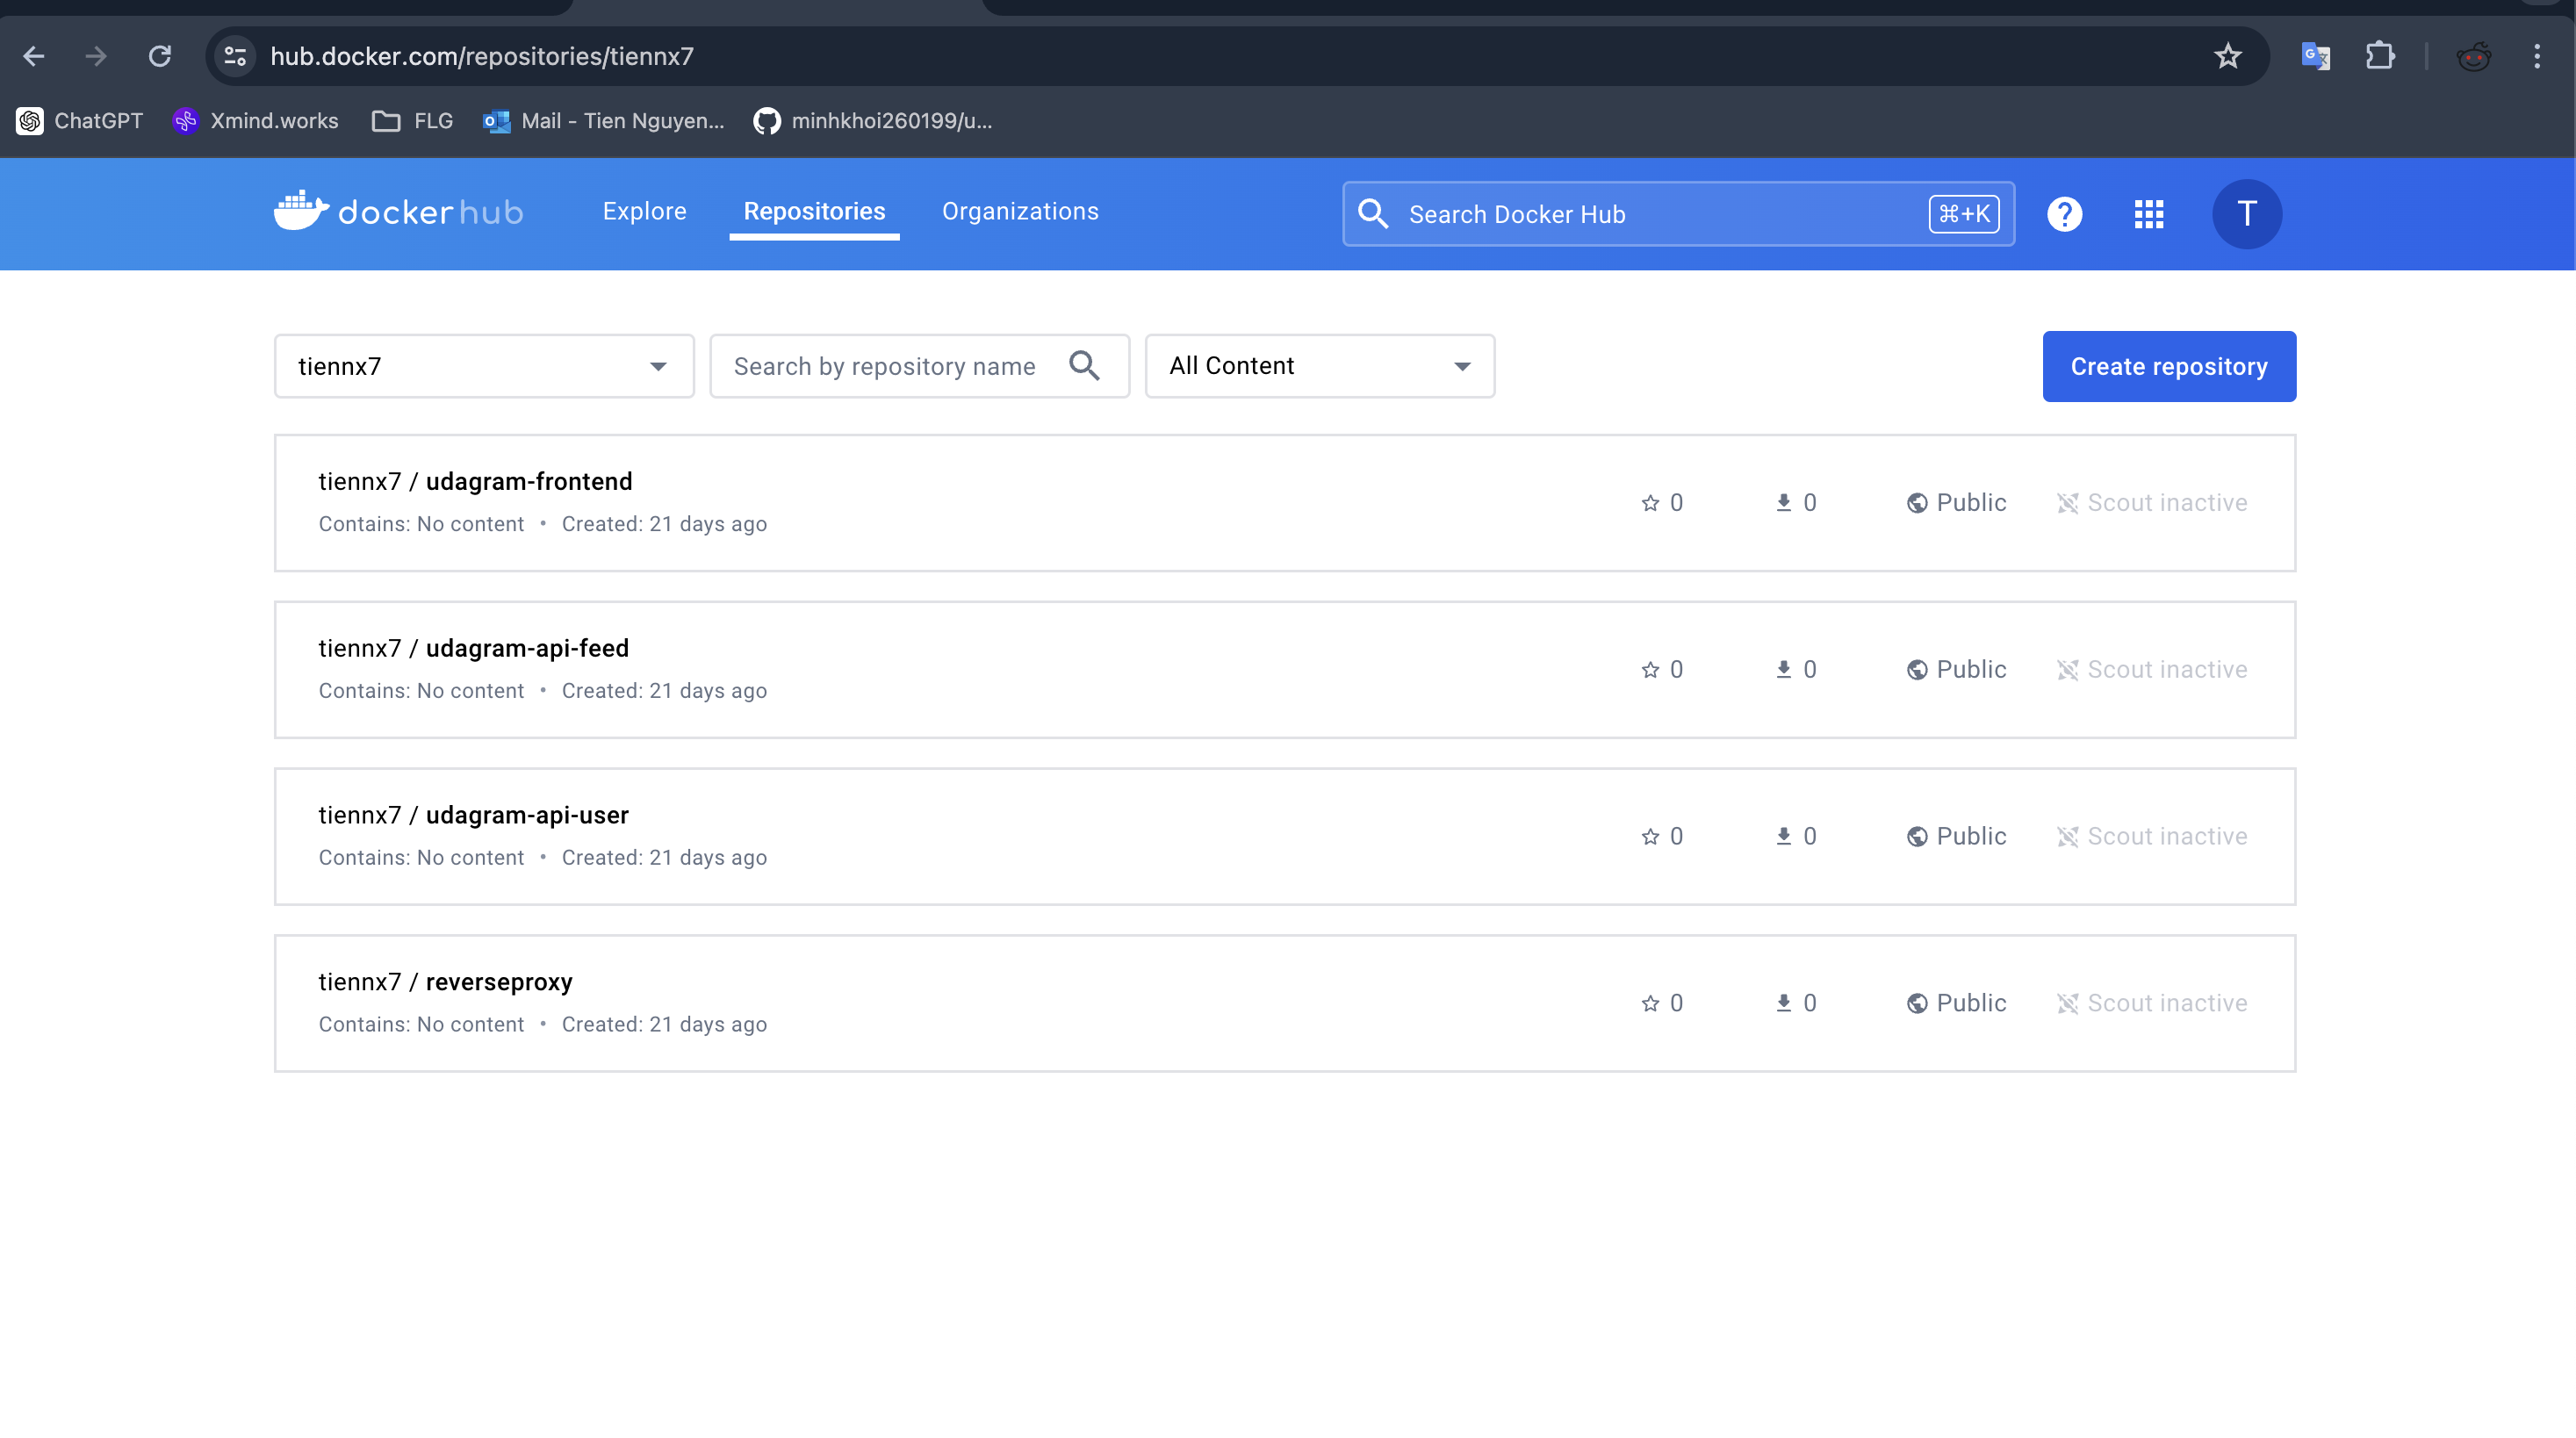 hub.docker.com/repositories/tiennx7
ChatGPT Xmind.works FLG Mail - Tien Nguyen... minhkhoi260199/u...
dockerhub Explore Repositories Organizations Search Docker Hub ⌘+K ? T
tiennx7 Search by repository name All Content Create repository
tiennx7 / udagram-frontend
Contains: No content • Created: 21 days ago
0 0 Public Scout inactive
tiennx7 / udagram-api-feed
Contains: No content • Created: 21 days ago
0 0 Public Scout inactive
tiennx7 / udagram-api-user
Contains: No content • Created: 21 days ago
0 0 Public Scout inactive
tiennx7 / reverseproxy
Contains: No content • Created: 21 days ago
0 0 Public Scout inactive